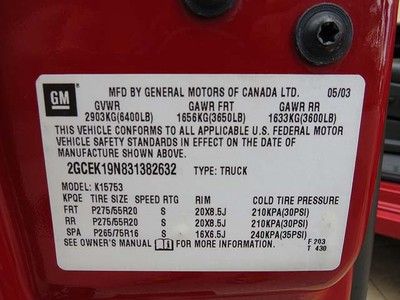 GM
MFD BY GENERAL MOTORS OF CANADA LTD. 05/03
GVWR GAWR FRT GAWR RR
2903KG(6400LB) 1656KG(3650LB) 1633KG(3600LB)
THIS VEHICLE CONFORMS TO ALL APPLICABLE U.S. FEDERAL MOTOR
VEHICLE SAFETY STANDARDS IN EFFECT ON THE DATE OF
MANUFACTURE SHOWN ABOVE.
2GCEK19N831382632 TYPE: TRUCK
MODEL: K15753
KPQE TIRE SIZE SPEED RTG RIM COLD TIRE PRESSURE
FRT P275/55R20 S 20X8.5J 210KPA(30PSI)
RR P275/55R20 S 20X8.5J 210KPA(30PSI)
SPA P265/75R16 S 16X6.5J 240KPA(35PSI)
SEE OWNER'S MANUAL FOR MORE INFORMATION. F 203
T 430